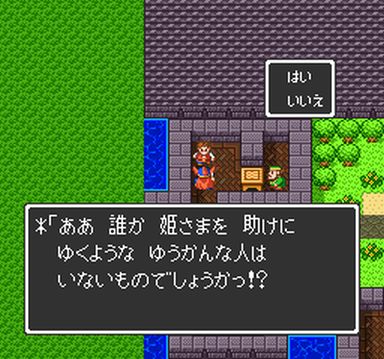 はい
いいえ
*「ああ 誰か 姫さまを 助けに
ゆくような ゆうかんな人は
いないものでしょうかっ!?